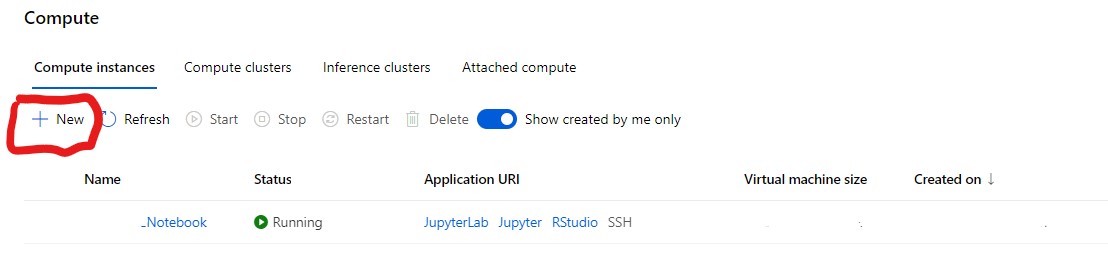 Compute
Compute instances Compute clusters Inference clusters Attached compute
New Refresh Start Stop Restart Delete Show created by me only
Name Status Application URI Virtual machine size Created on ↓
_Notebook Running JupyterLab Jupyter RStudio SSH